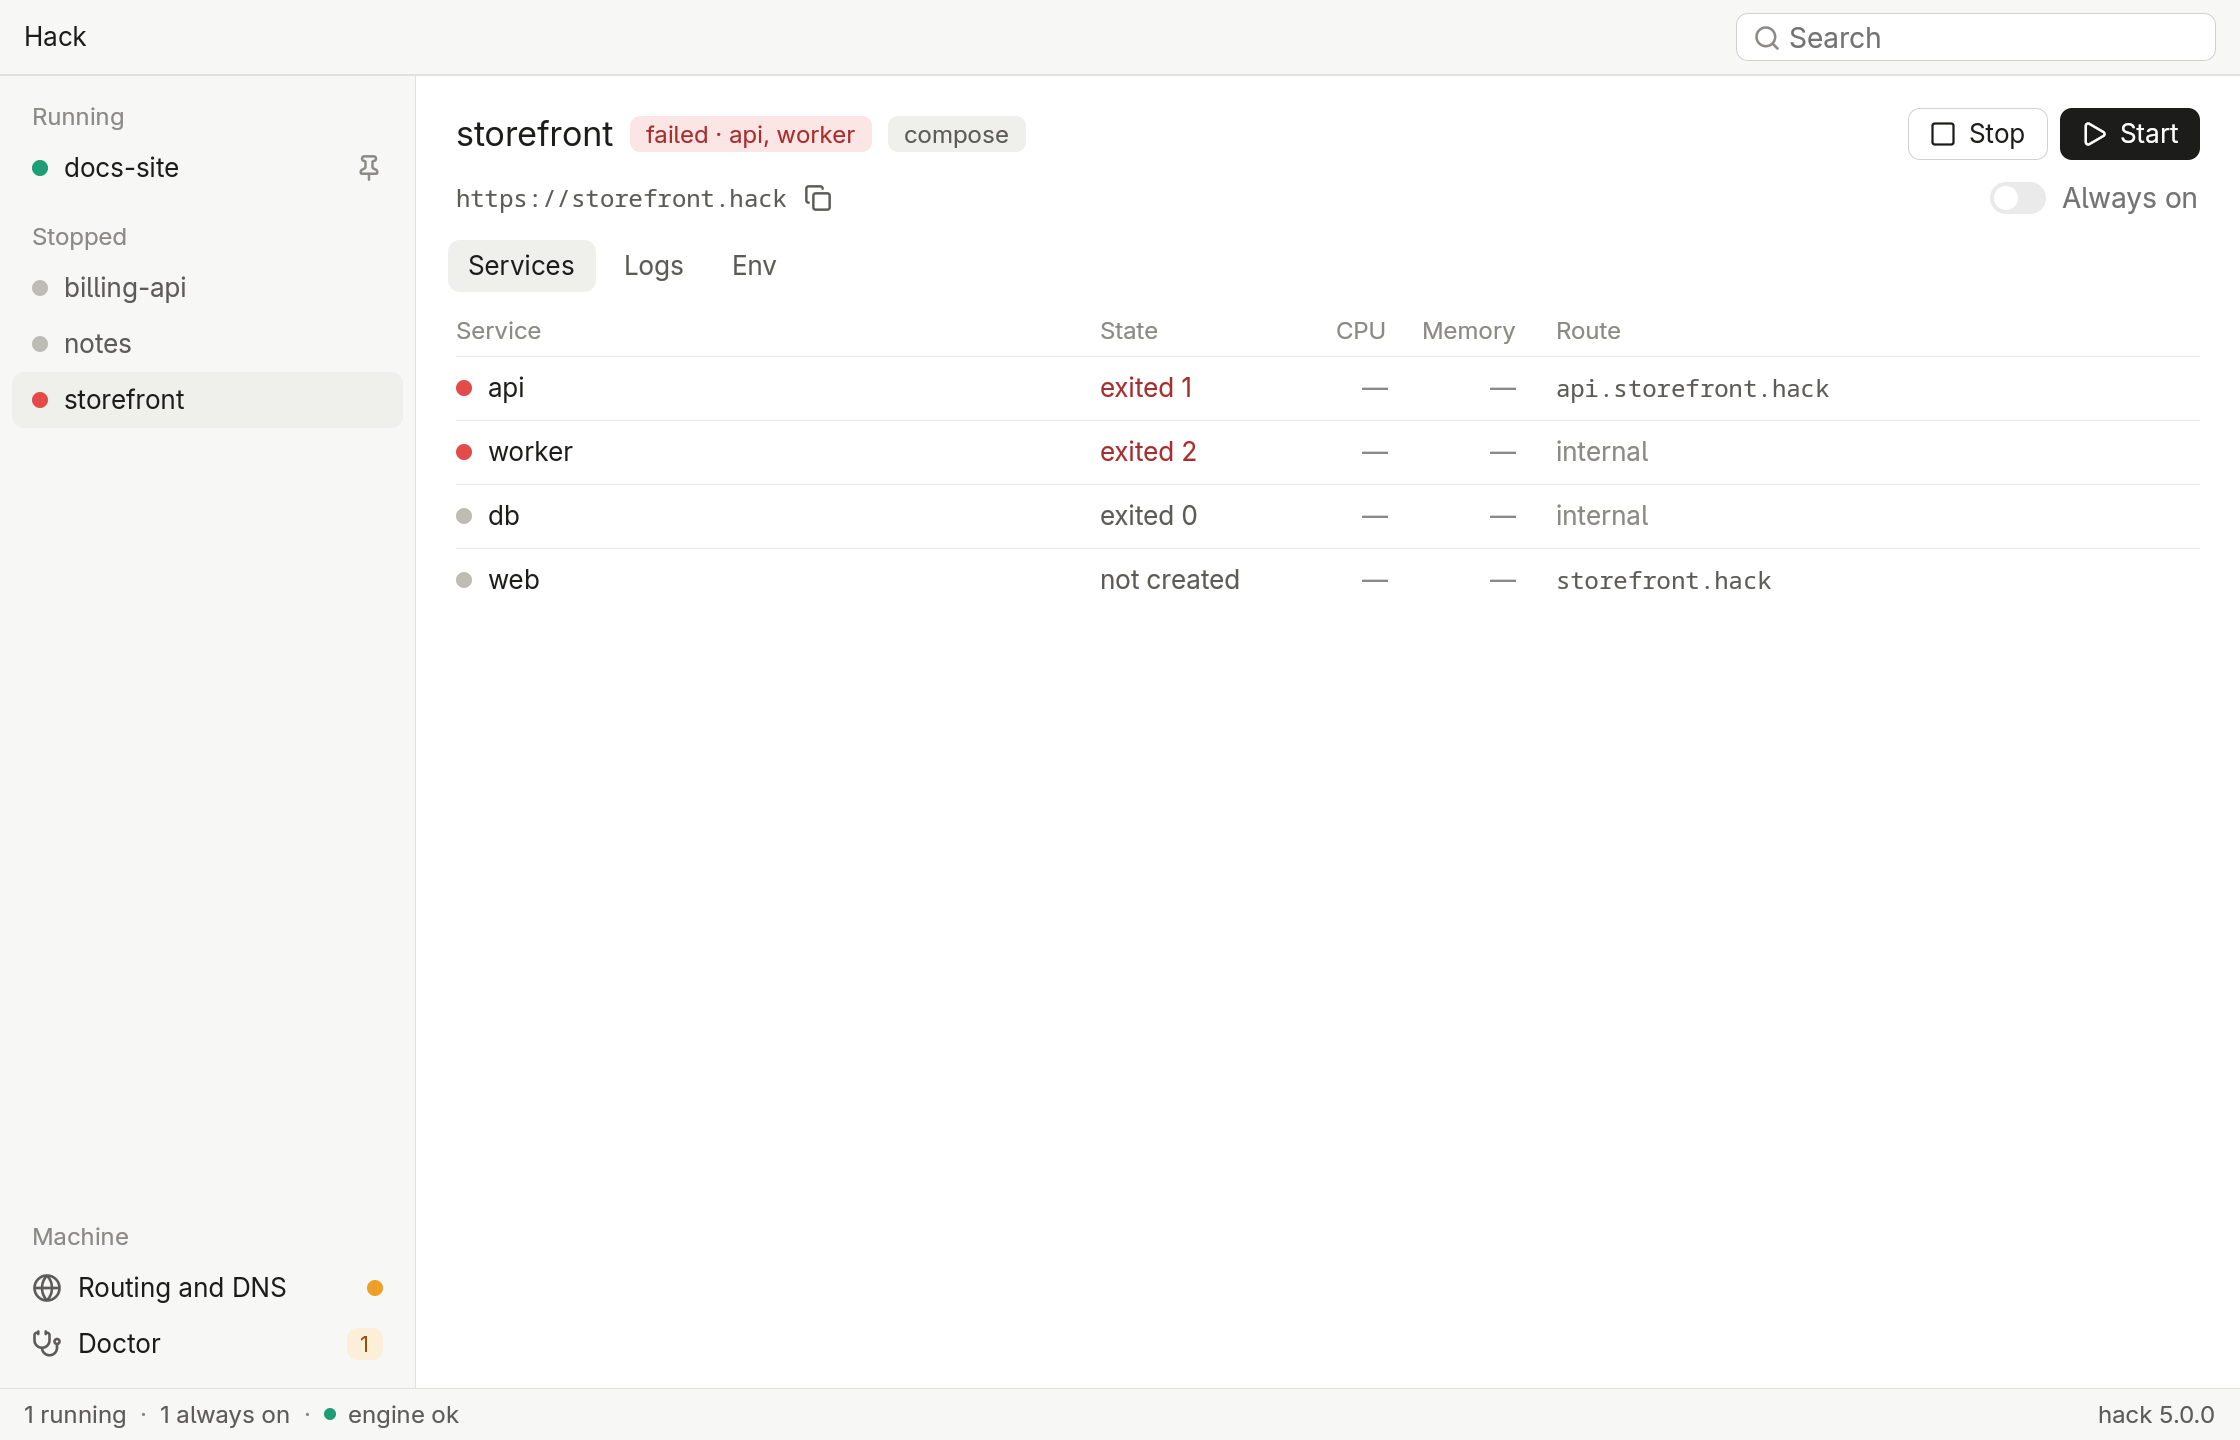 Hack
Search
Running
docs-site
Stopped
billing-api
notes
storefront
Machine
Routing and DNS
Doctor 1
storefront failed · api, worker compose
Stop Start
https://storefront.hack
Always on
Services Logs Env
Service State CPU Memory Route
api exited 1 — — api.storefront.hack
worker exited 2 — — internal
db exited 0 — — internal
web not created — — storefront.hack
1 running · 1 always on · engine ok
hack 5.0.0